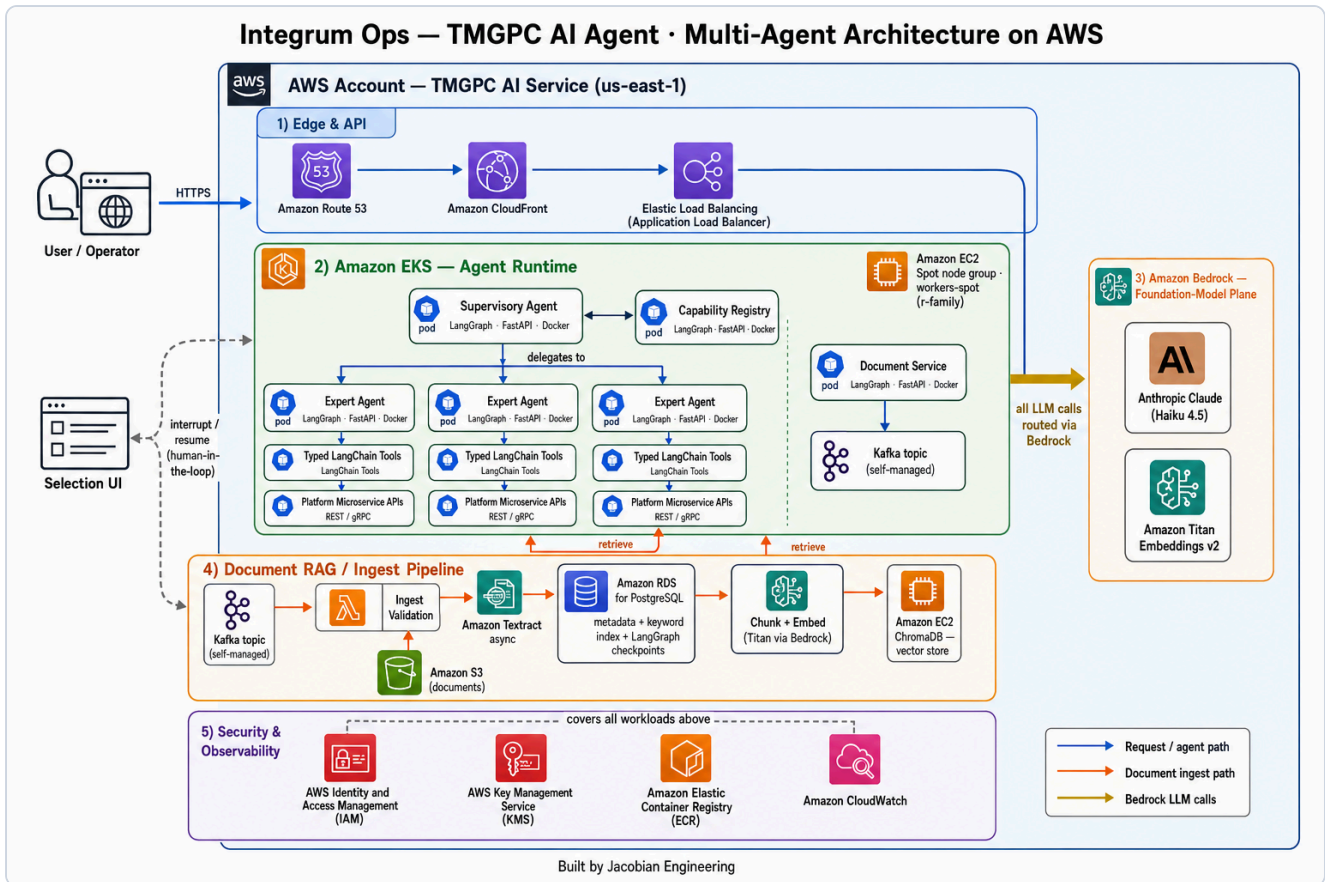 Integrum Ops — TMGPC AI Agent · Multi-Agent Architecture on AWS
aws
AWS Account — TMGPC AI Service (us-east-1)
1) Edge & API
53
Amazon Route 53
Amazon CloudFront
Elastic Load Balancing
(Application Load Balancer)
HTTPS
User / Operator
2) Amazon EKS — Agent Runtime
Amazon EC2
Spot node group ·
workers-spot
(r-family)
pod
Supervisory Agent
LangGraph · FastAPI · Docker
pod
Capability Registry
LangGraph · FastAPI · Docker
delegates to
pod
Expert Agent
LangGraph · FastAPI · Docker
pod
Expert Agent
LangGraph · FastAPI · Docker
pod
Expert Agent
LangGraph · FastAPI · Docker
Typed LangChain Tools
LangChain Tools
Typed LangChain Tools
LangChain Tools
Typed LangChain Tools
LangChain Tools
Platform Microservice APIs
REST / gRPC
Platform Microservice APIs
REST / gRPC
Platform Microservice APIs
REST / gRPC
pod
Document Service
LangGraph · FastAPI · Docker
Kafka topic
(self-managed)
all LLM calls
routed via
Bedrock
3) Amazon Bedrock —
Foundation-Model Plane
A\
Anthropic Claude
(Haiku 4.5)
Amazon Titan
Embeddings v2
interrupt /
resume
(human-in-
the-loop)
Selection UI
retrieve
retrieve
4) Document RAG / Ingest Pipeline
Kafka topic
(self-managed)
Ingest
Validation
Amazon S3
(documents)
Amazon Textract
async
Amazon RDS
for PostgreSQL
metadata + keyword
index + LangGraph
checkpoints
Chunk + Embed
(Titan via Bedrock)
Amazon EC2
ChromaDB —
vector store
5) Security &
Observability
covers all workloads above
AWS Identity and
Access Management
(IAM)
AWS Key Management
Service
(KMS)
Amazon Elastic
Container Registry
(ECR)
Amazon CloudWatch
Request / agent path
Document ingest path
Bedrock LLM calls
Built by Jacobian Engineering